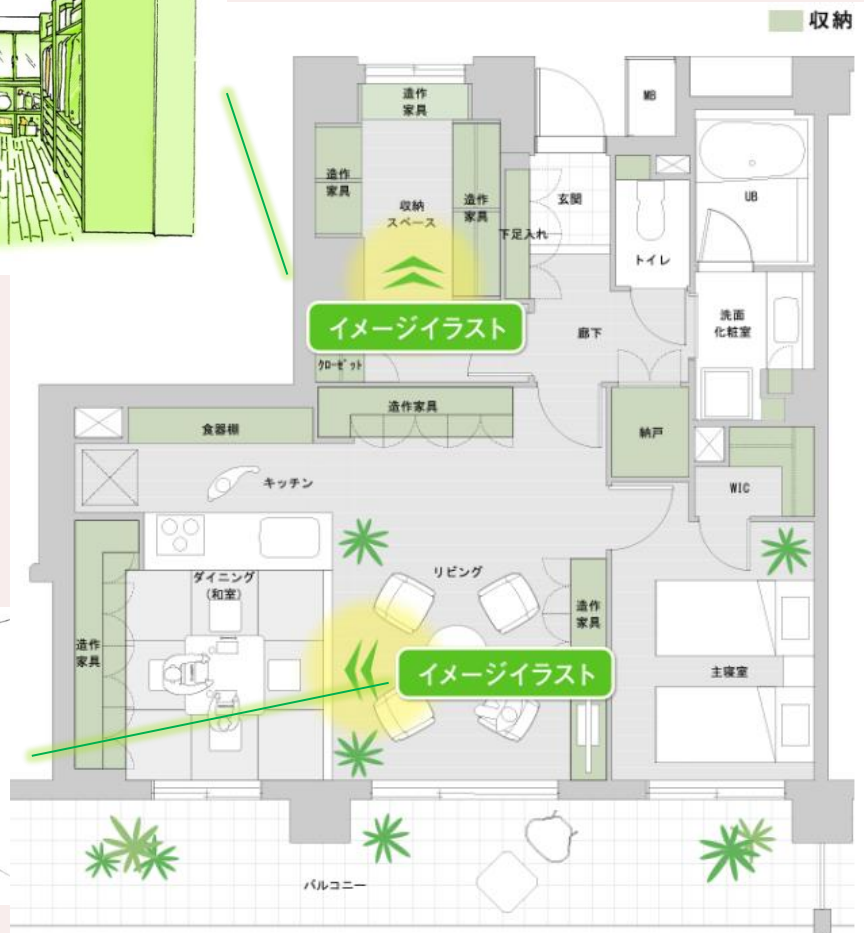 収納
造作
家具
MB
造作
家具
収納
スペース
造作
家具
玄関
UB
下足入れ
トイレ
イメージイラスト
廊下
洗面
化粧室
クローゼット
造作家具
食器棚
納戸
WIC
キッチン
リビング
ダイニング
(和室)
造作
家具
造作
家具
イメージイラスト
主寝室
バルコニー